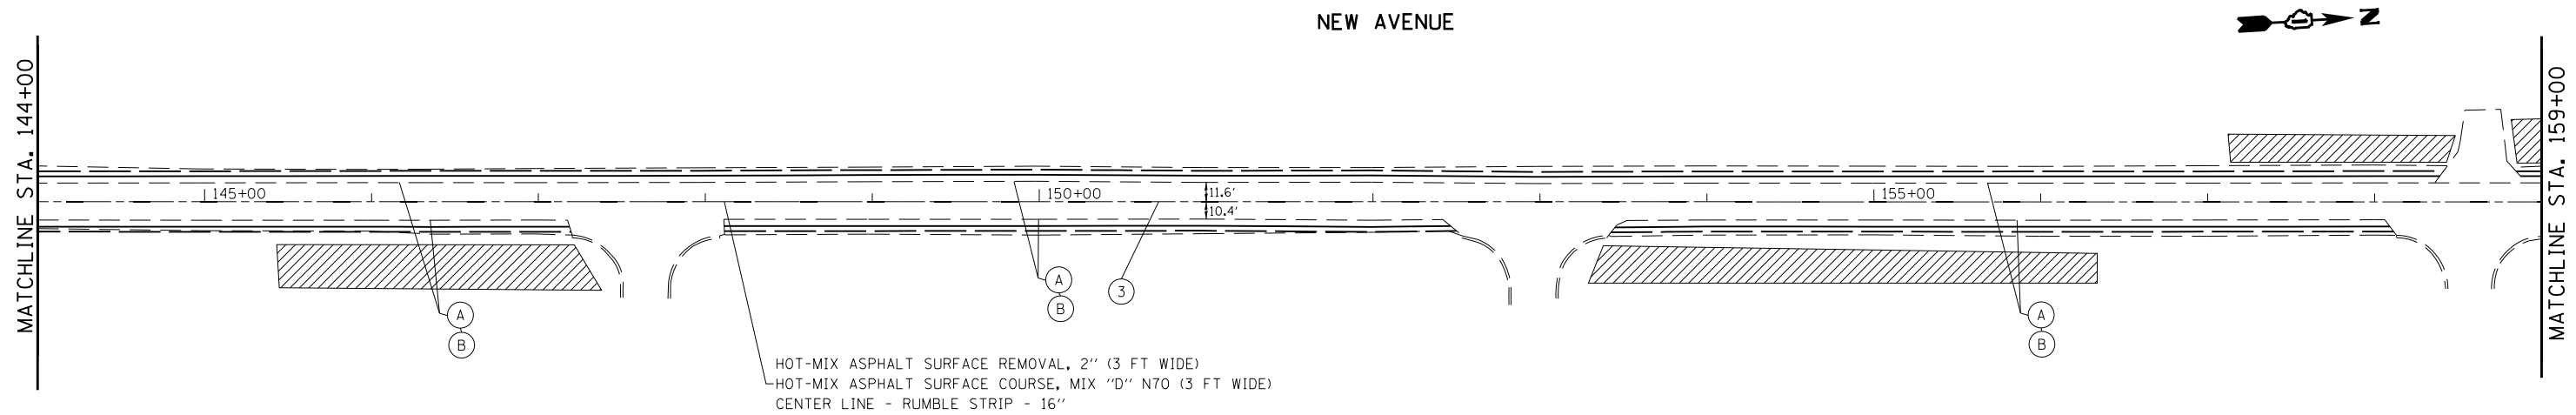 NEW AVENUE
N
MATCHLINE STA. 144+00
MATCHLINE STA. 159+00
145+00
150+00
155+00
11.6'
10.4'
A
B
A
B
3
A
B
HOT-MIX ASPHALT SURFACE REMOVAL, 2" (3 FT WIDE)
HOT-MIX ASPHALT SURFACE COURSE, MIX "D" N70 (3 FT WIDE)
CENTER LINE - RUMBLE STRIP - 16"